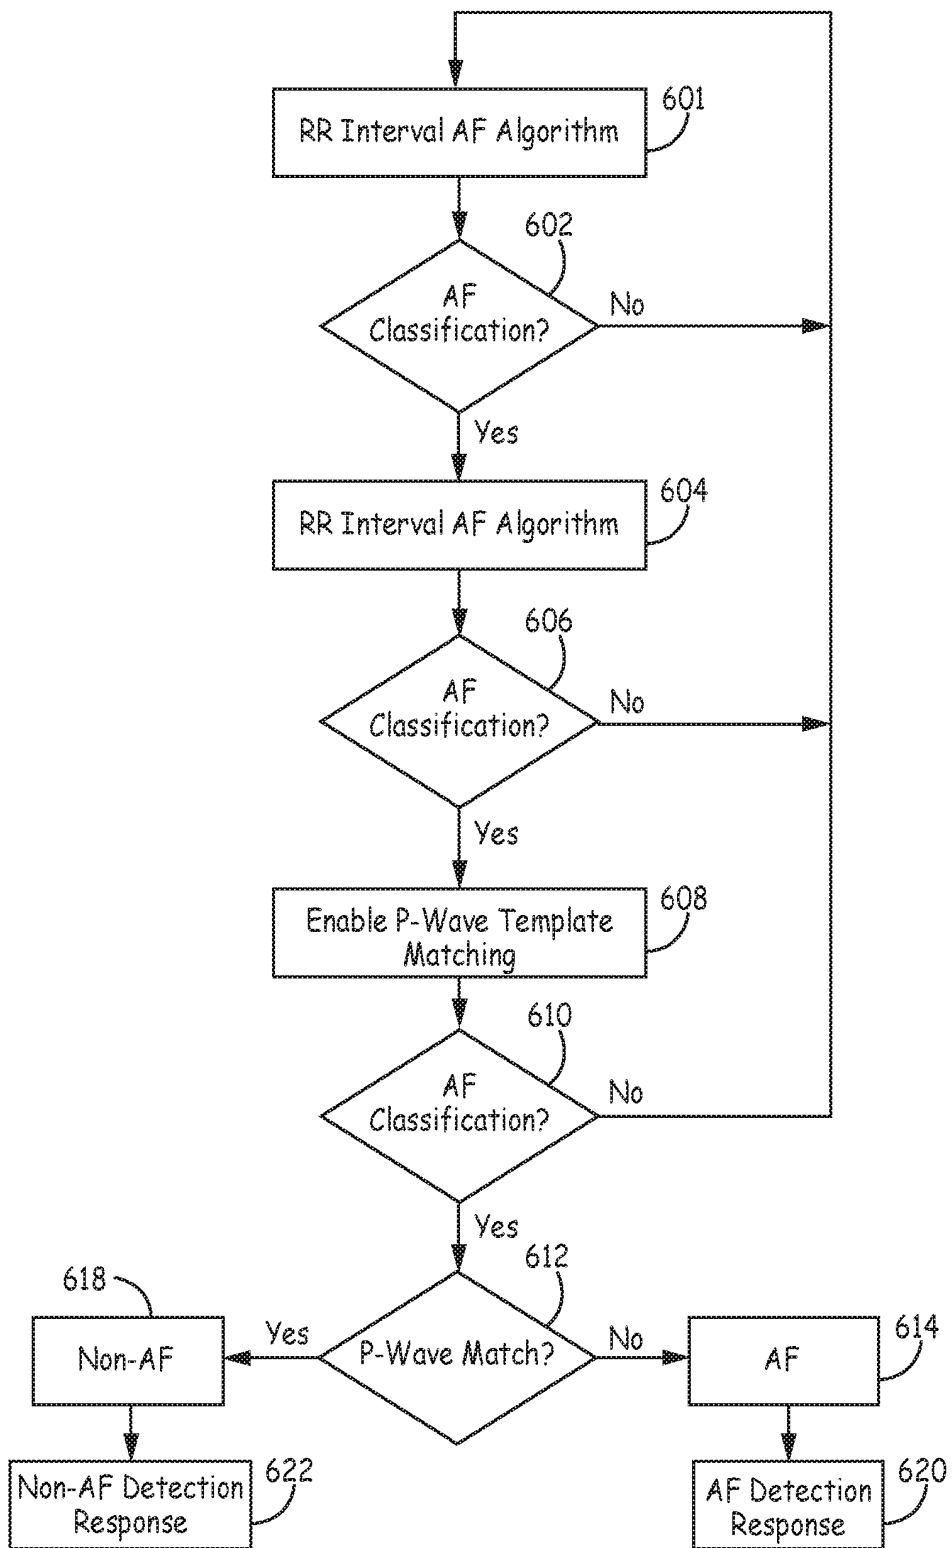 601
RR Interval AF Algorithm
602
AF
Classification?
No
Yes
604
RR Interval AF Algorithm
606
AF
Classification?
No
Yes
608
Enable P-Wave Template
Matching
610
AF
Classification?
No
Yes
612
618
Yes
P-Wave Match?
No
614
Non-AF
AF
622
620
Non-AF Detection
Response
AF Detection
Response